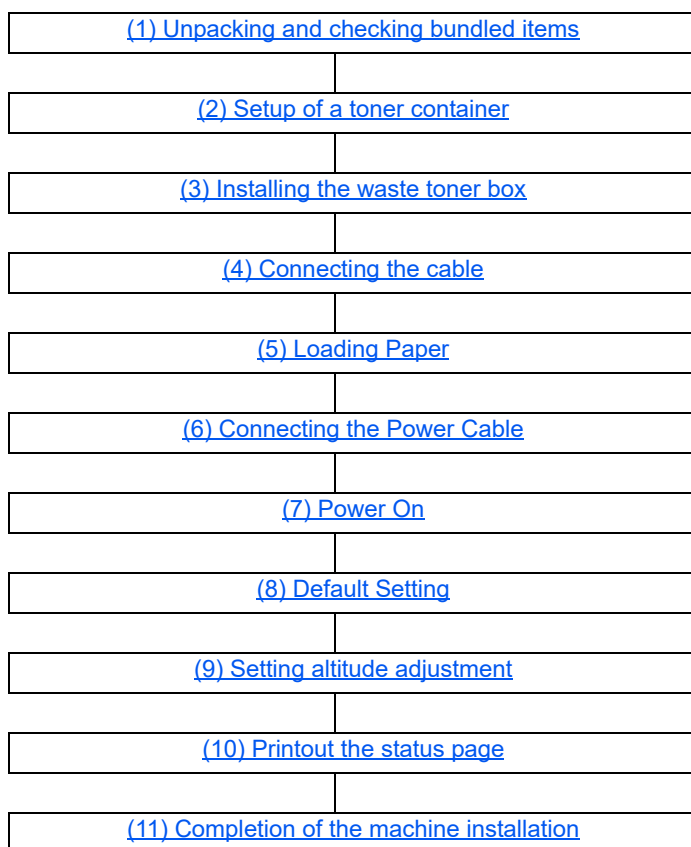 (1) Unpacking and checking bundled items
(2) Setup of a toner container
(3) Installing the waste toner box
(4) Connecting the cable
(5) Loading Paper
(6) Connecting the Power Cable
(7) Power On
(8) Default Setting
(9) Setting altitude adjustment
(10) Printout the status page
(11) Completion of the machine installation